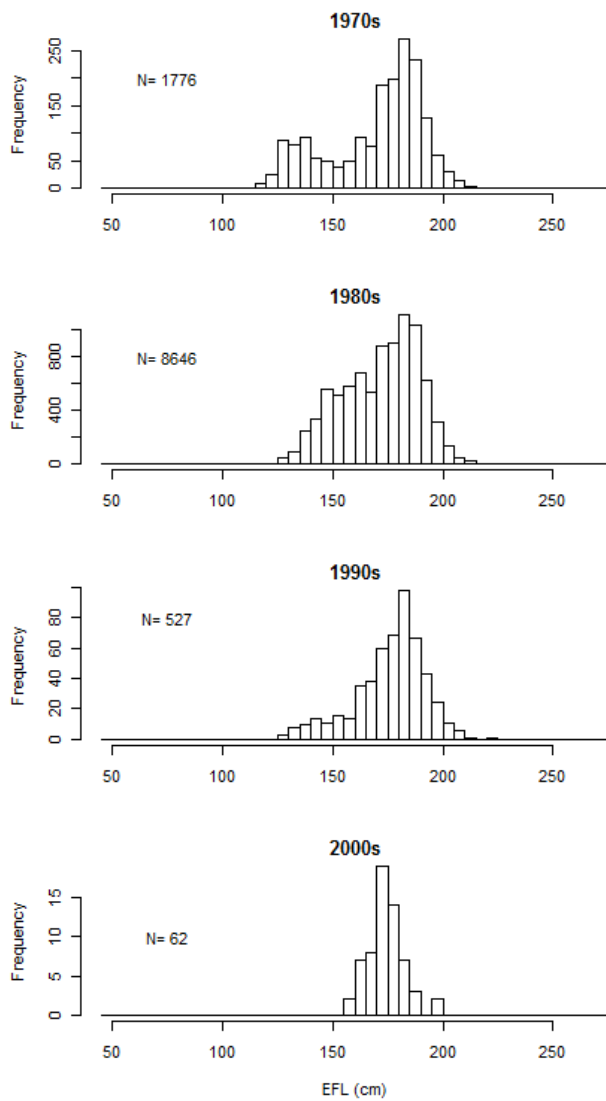 1970s
N= 1776
Frequency
0 50 150 250
50 100 150 200 250
1980s
N= 8646
Frequency
0 400 800
50 100 150 200 250
1990s
N= 527
Frequency
0 20 40 60 80
50 100 150 200 250
2000s
N= 62
Frequency
0 5 10 15
50 100 150 200 250
EFL (cm)